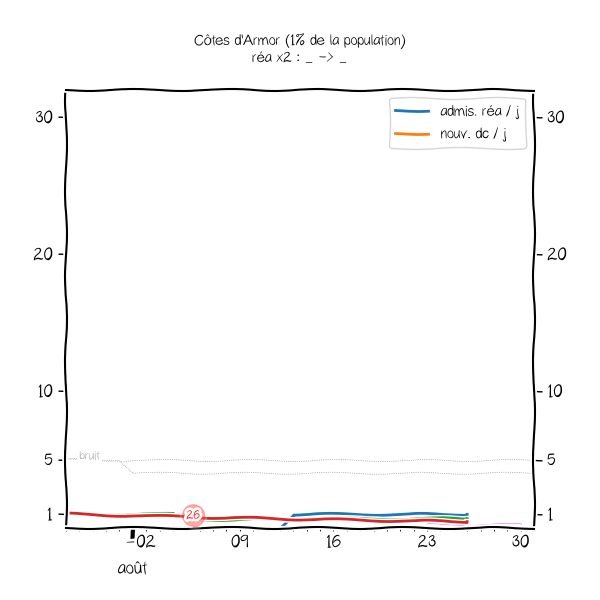 Côtes d'Armor (1% de la population)
réa x2 : _ -> _
admis. réa / j
nouv. dc / j
30
30
20
20
10
10
5
bruit
5
1
26
1
02
09
16
23
30
août